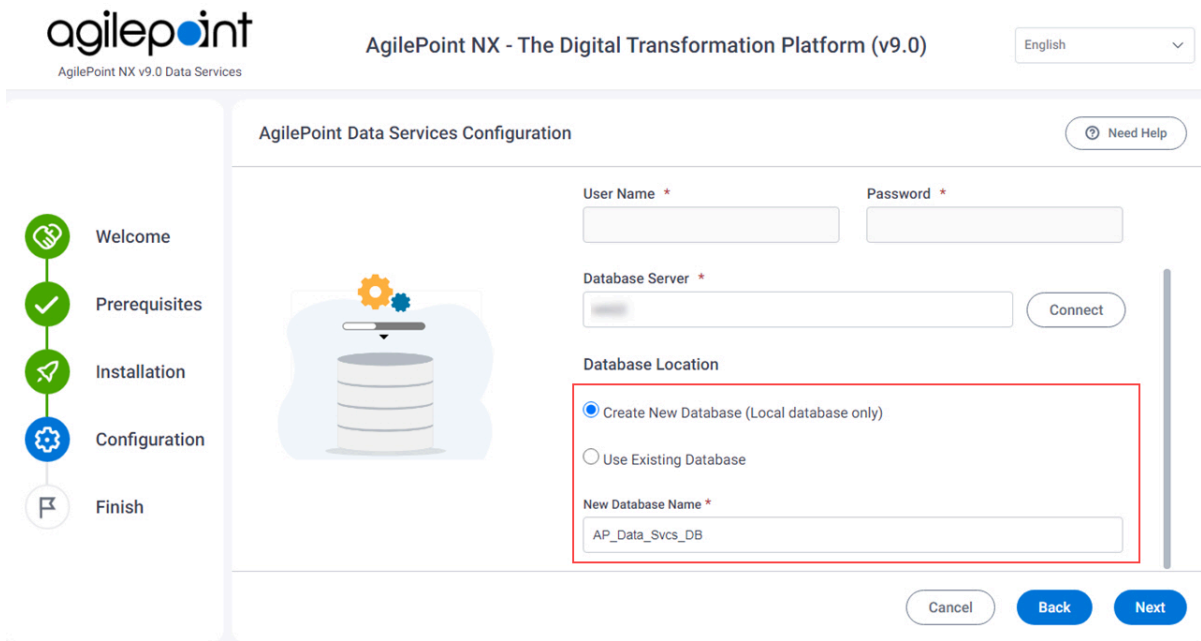 agilepoint
AgilePoint NX v9.0 Data Services
AgilePoint NX - The Digital Transformation Platform (v9.0)
English
Welcome
Prerequisites
Installation
Configuration
Finish
AgilePoint Data Services Configuration
Need Help
User Name * Password *
Database Server *
Connect
Database Location
Create New Database (Local database only)
Use Existing Database
New Database Name *
AP_Data_Svcs_DB
Cancel Back Next